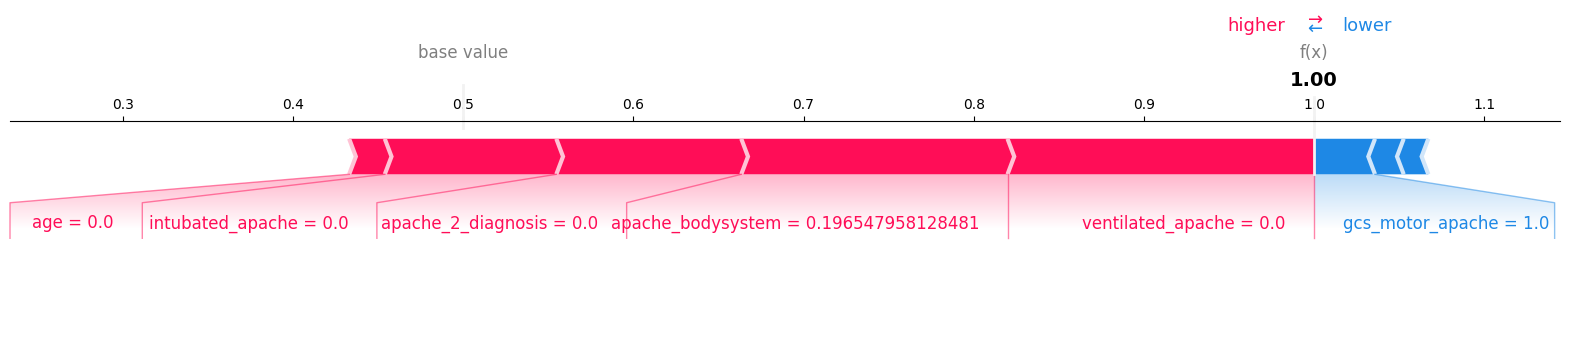 higher ⇄ lower
base value f(x)
1.00
0.3 0.4 0.5 0.6 0.7 0.8 0.9 1.0 1.1
age = 0.0 intubated_apache = 0.0 apache_2_diagnosis = 0.0 apache_bodysystem = 0.196547958128481 ventilated_apache = 0.0 gcs_motor_apache = 1.0